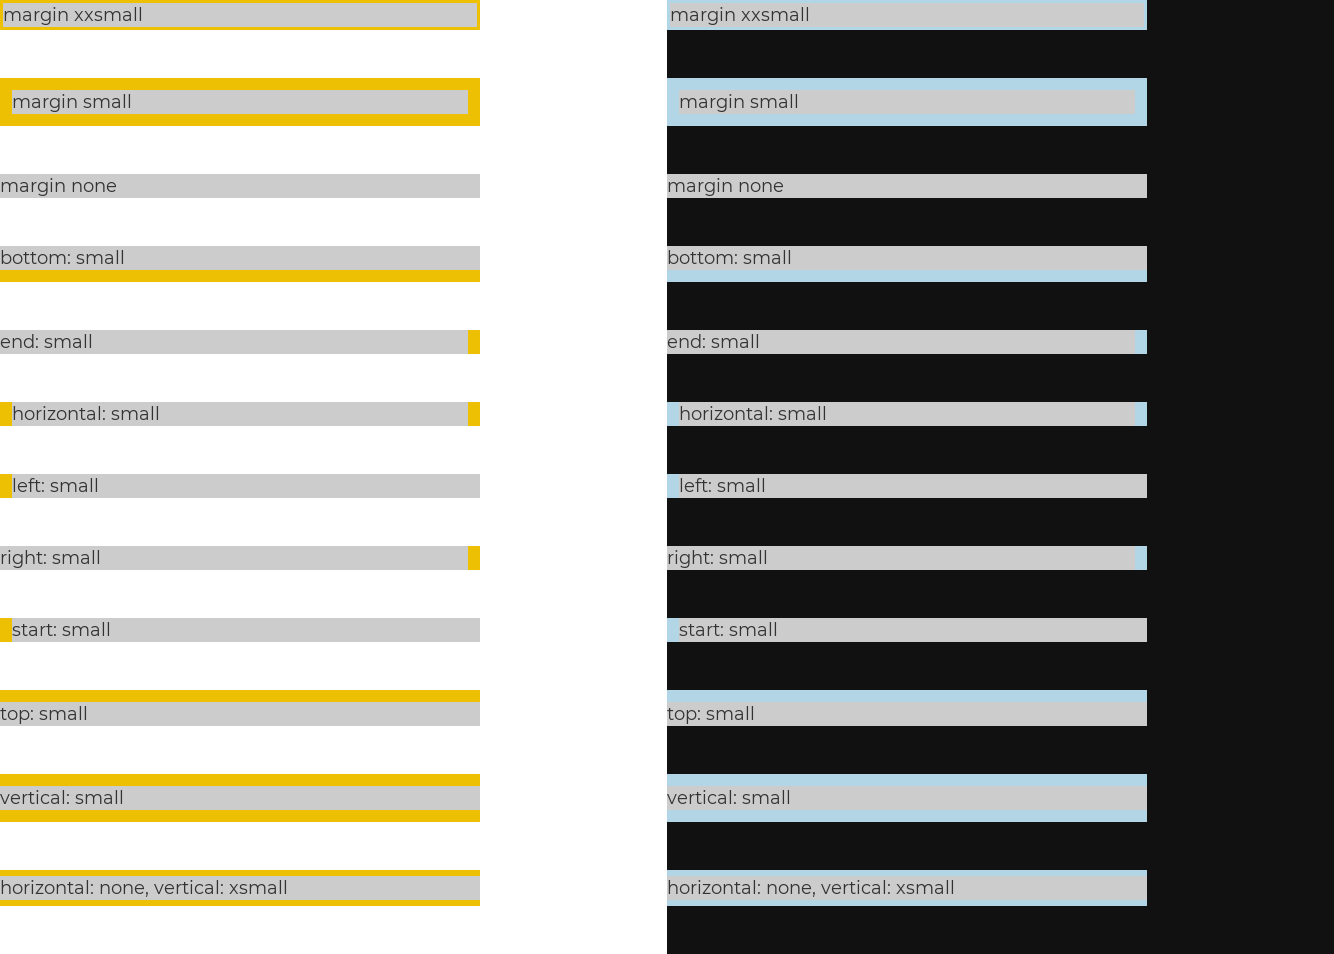 margin xxsmall
margin small
margin none
bottom: small
end: small
horizontal: small
left: small
right: small
start: small
top: small
vertical: small
horizontal: none, vertical: xsmall
margin xxsmall
margin small
margin none
bottom: small
end: small
horizontal: small
left: small
right: small
start: small
top: small
vertical: small
horizontal: none, vertical: xsmall